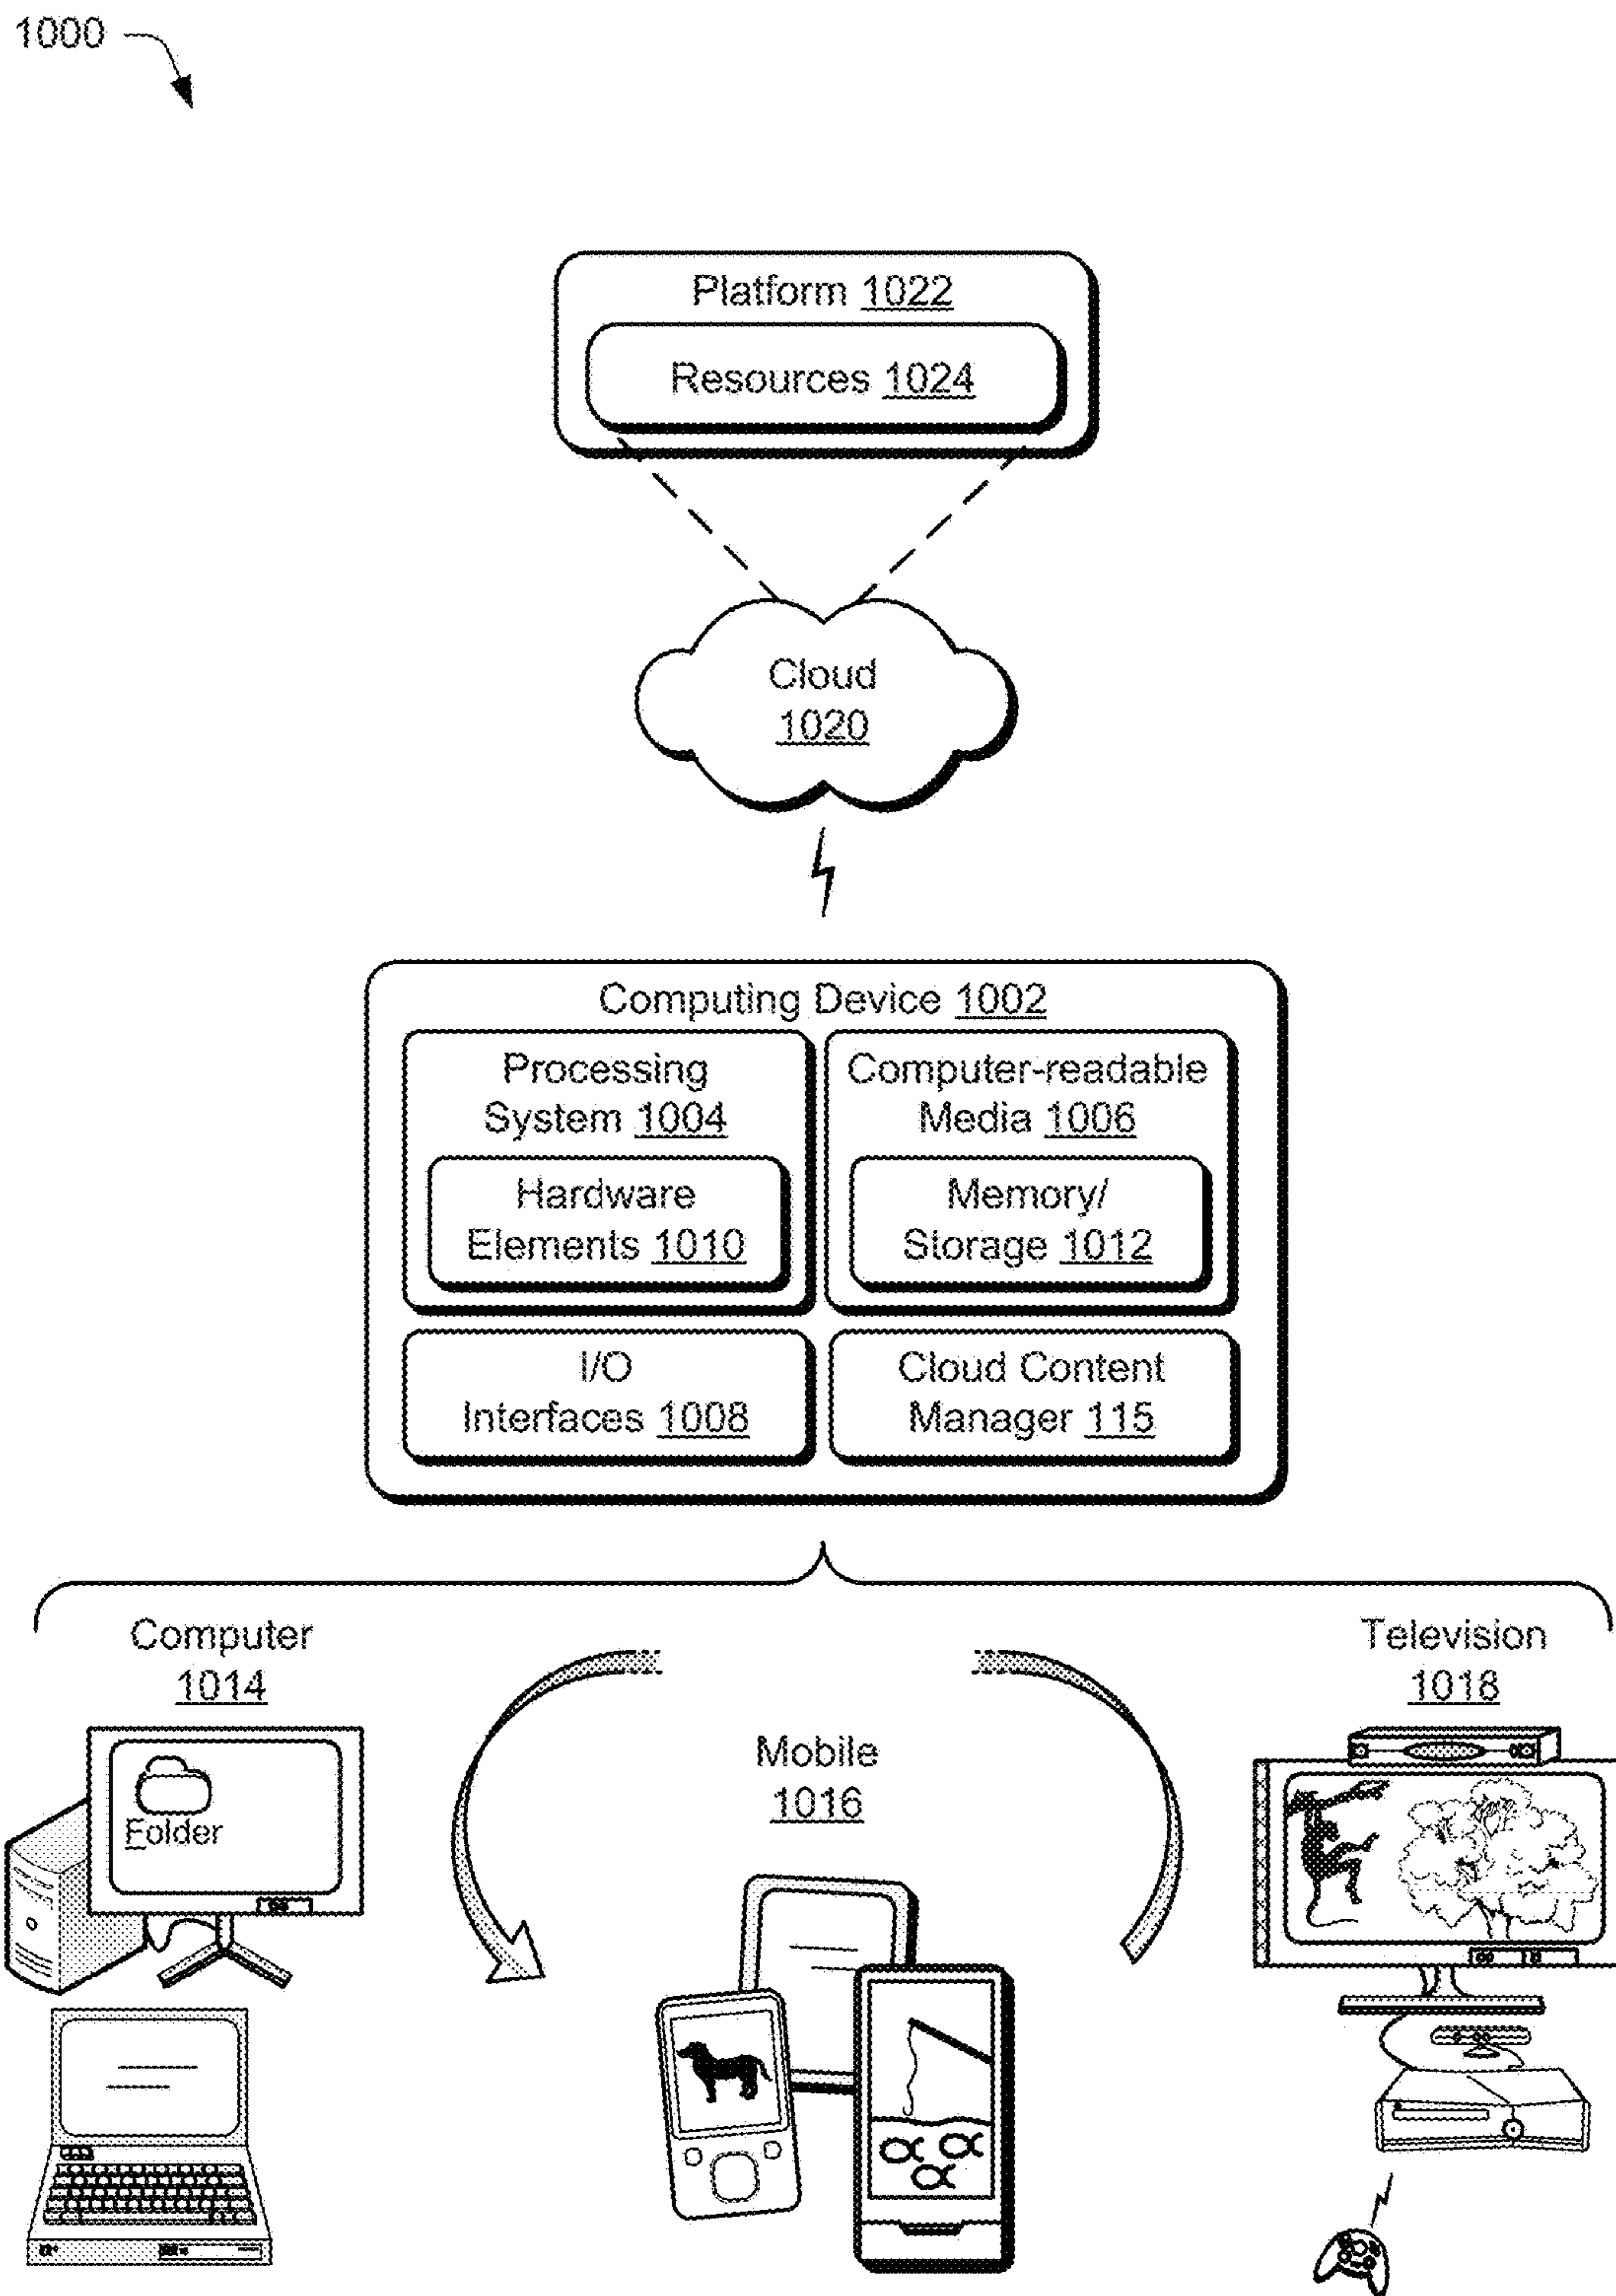 1000
Platform 1022
Resources 1024
Cloud
1020
Computing Device 1002
Processing
System 1004
Hardware
Elements 1010
Computer-readable
Media 1006
Memory/
Storage 1012
I/O
Interfaces 1008
Cloud Content
Manager 115
Computer
1014
Folder
Mobile
1016
Television
1018